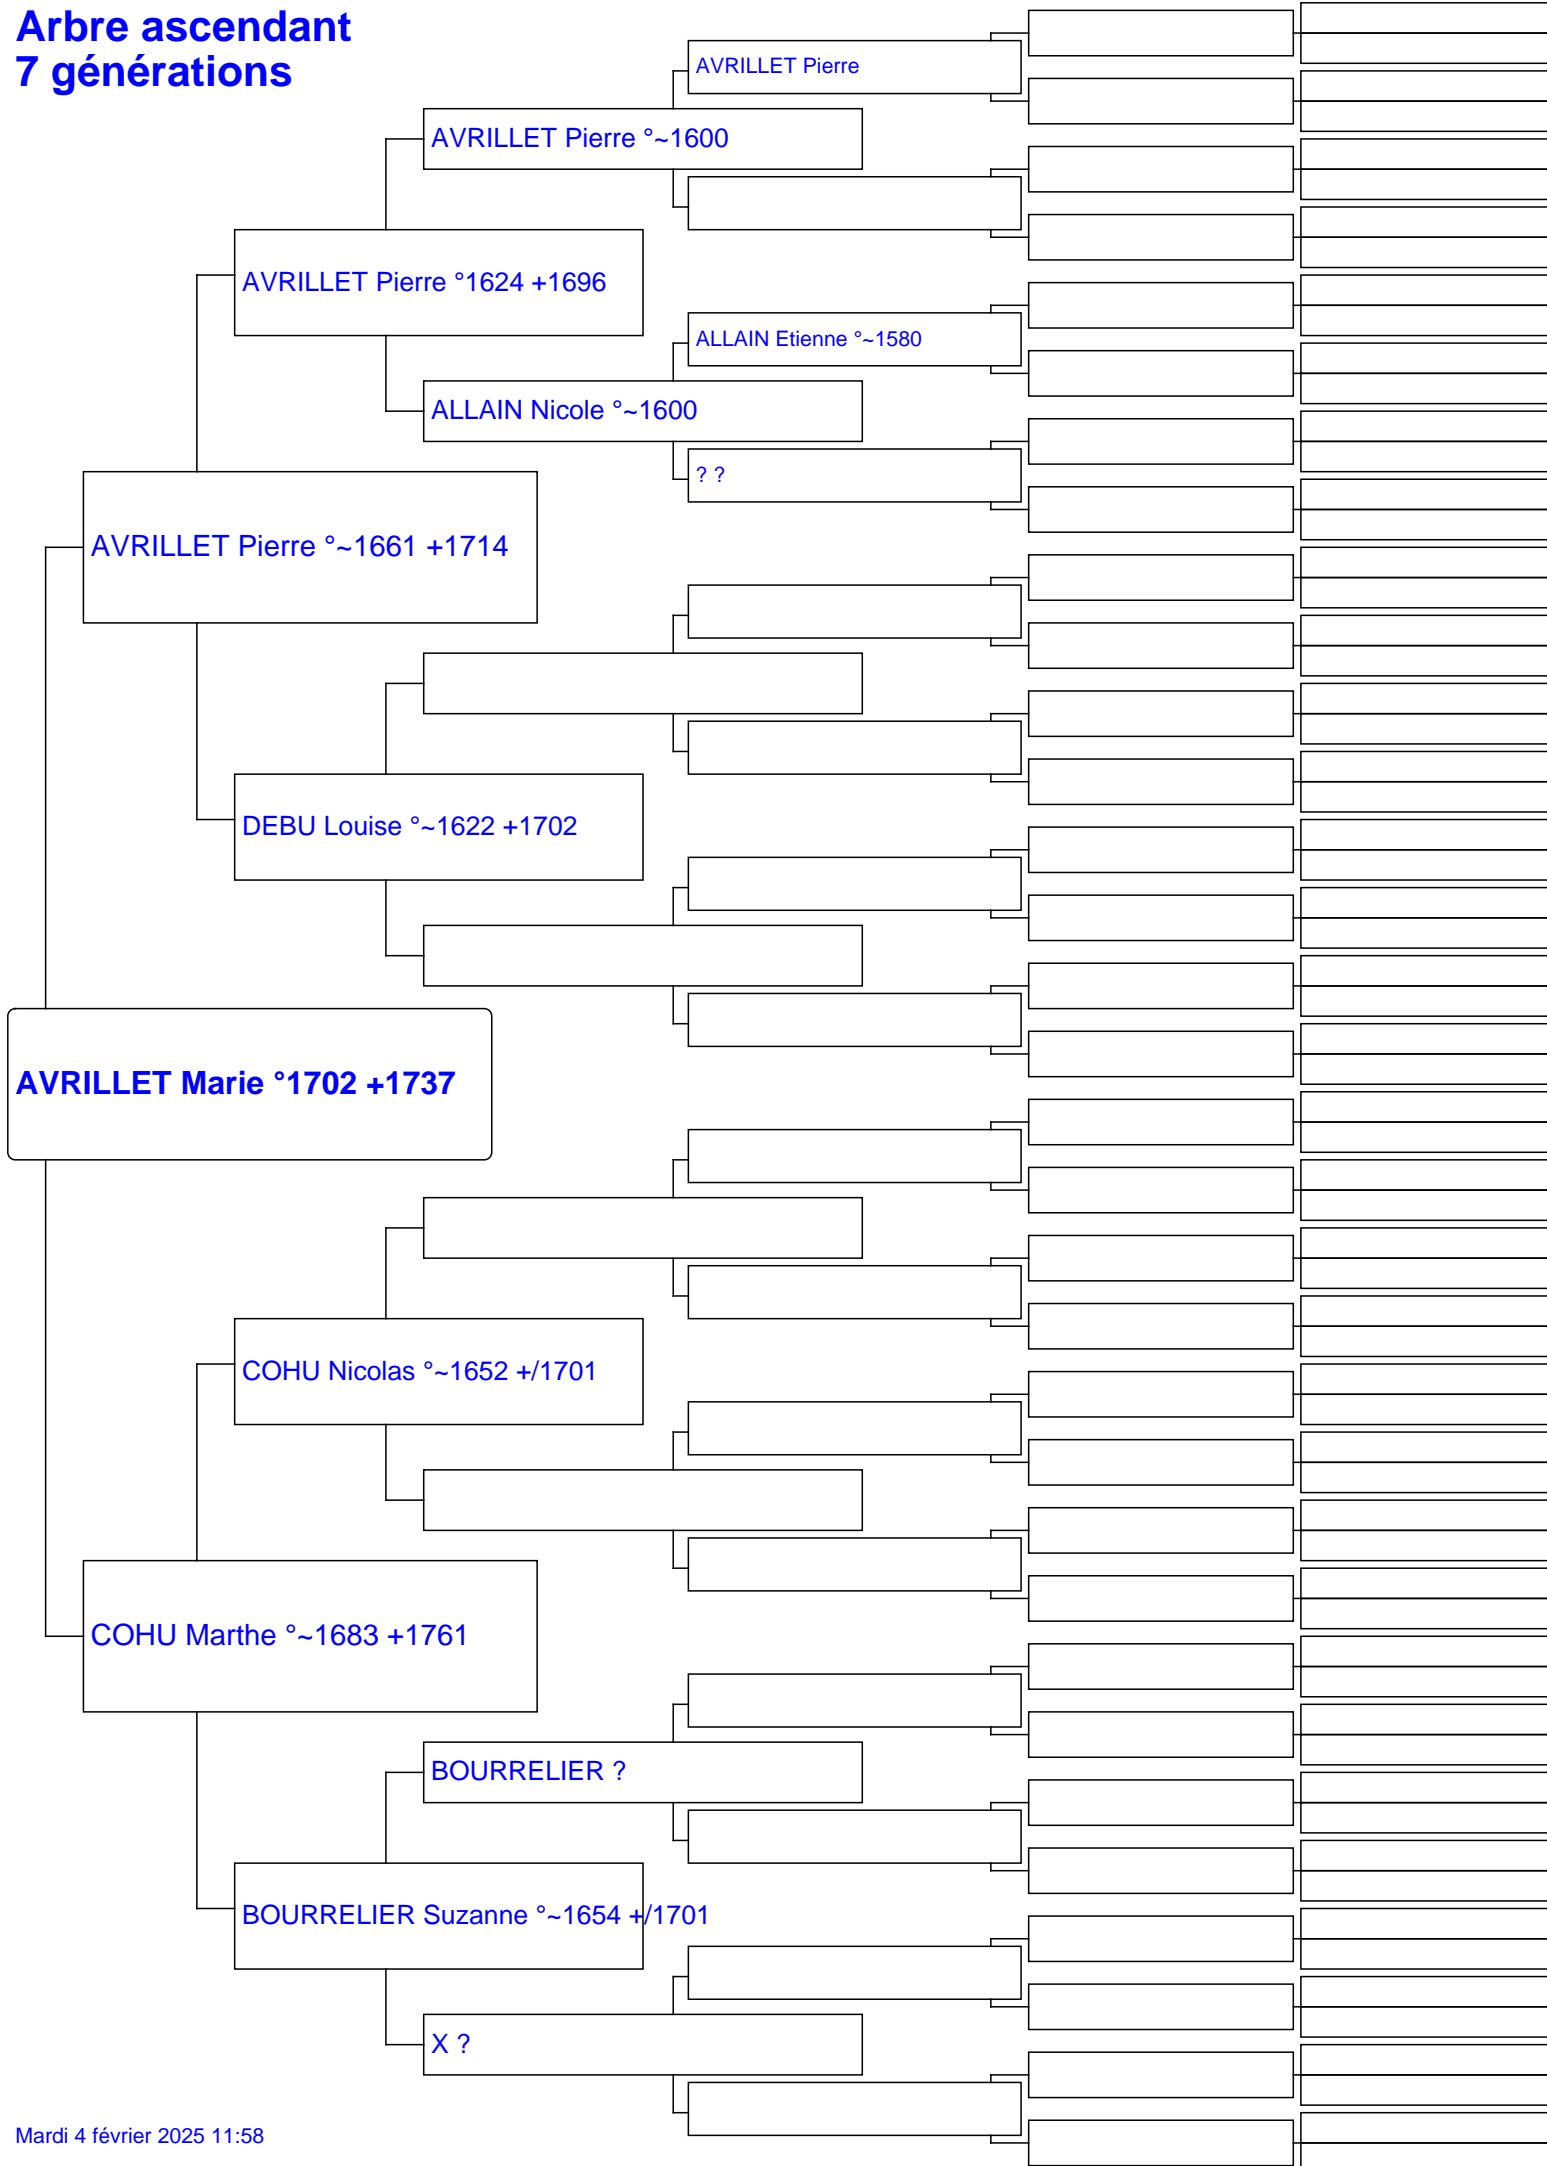 Arbre ascendant
7 générations
AVRILLET Pierre
AVRILLET Pierre °~1600
AVRILLET Pierre °1624 +1696
ALLAIN Etienne °~1580
ALLAIN Nicole °~1600
? ?
AVRILLET Pierre °~1661 +1714
DEBU Louise °~1622 +1702
AVRILLET Marie °1702 +1737
COHU Nicolas °~1652 +/1701
COHU Marthe °~1683 +1761
BOURRELIER ?
BOURRELIER Suzanne °~1654 +/1701
X ?
Mardi 4 février 2025 11:58